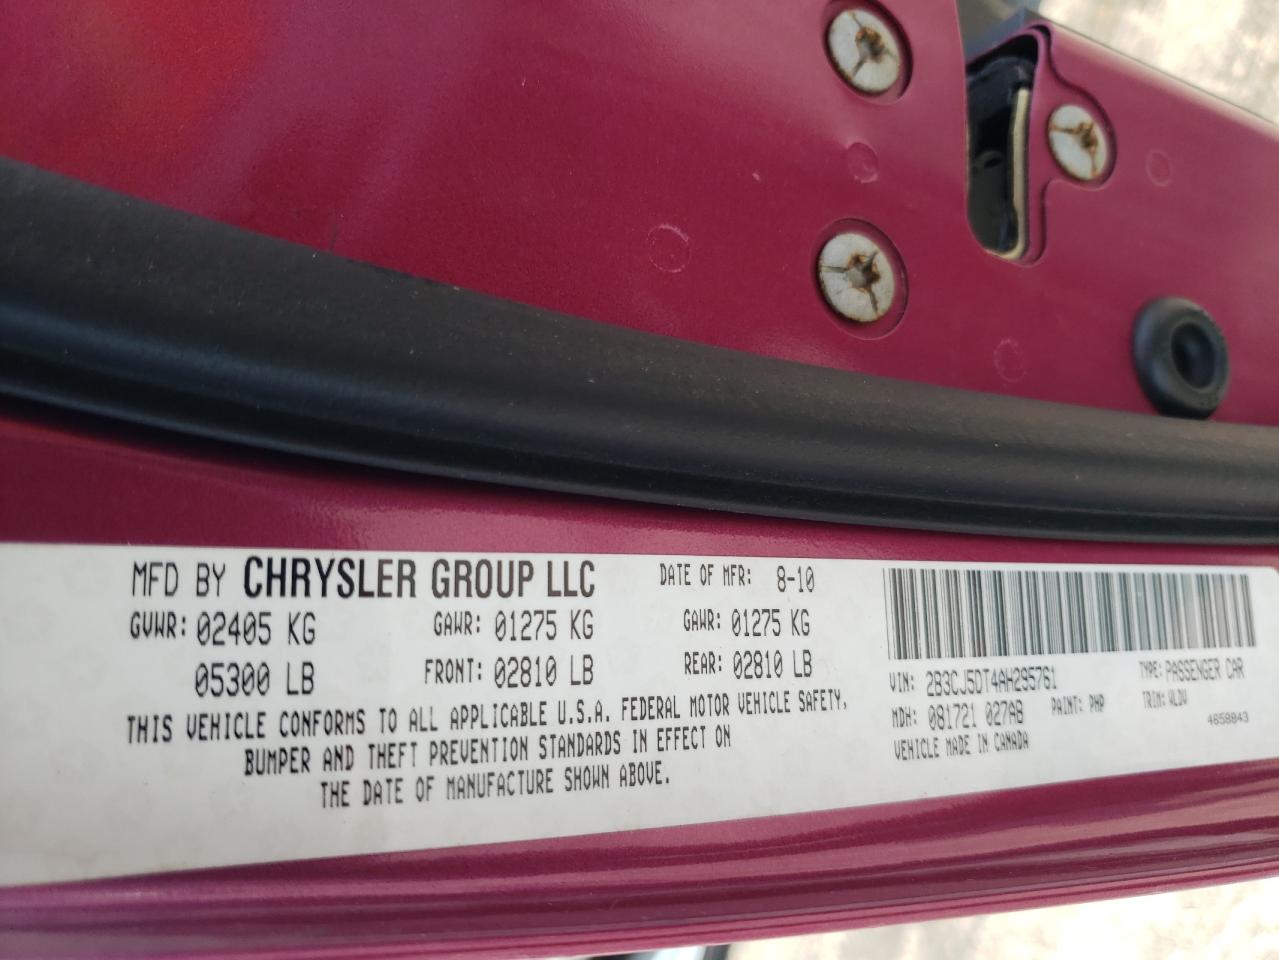 MFD BY CHRYSLER GROUP LLC DATE OF MFR: 8-10
GVWR: 02405 KG GAWR: 01275 KG GAWR: 01275 KG
05300 LB FRONT: 02810 LB REAR: 02810 LB
THIS VEHICLE CONFORMS TO ALL APPLICABLE U.S.A. FEDERAL MOTOR VEHICLE SAFETY,
BUMPER AND THEFT PREVENTION STANDARDS IN EFFECT ON
THE DATE OF MANUFACTURE SHOWN ABOVE.
VIN: 2B3CJ5DT4AH295761 TYPE: PASSENGER CAR
MDH: 081721 027AB PAINT: PHP TRIM: WLDV
VEHICLE MADE IN CANADA 4658843